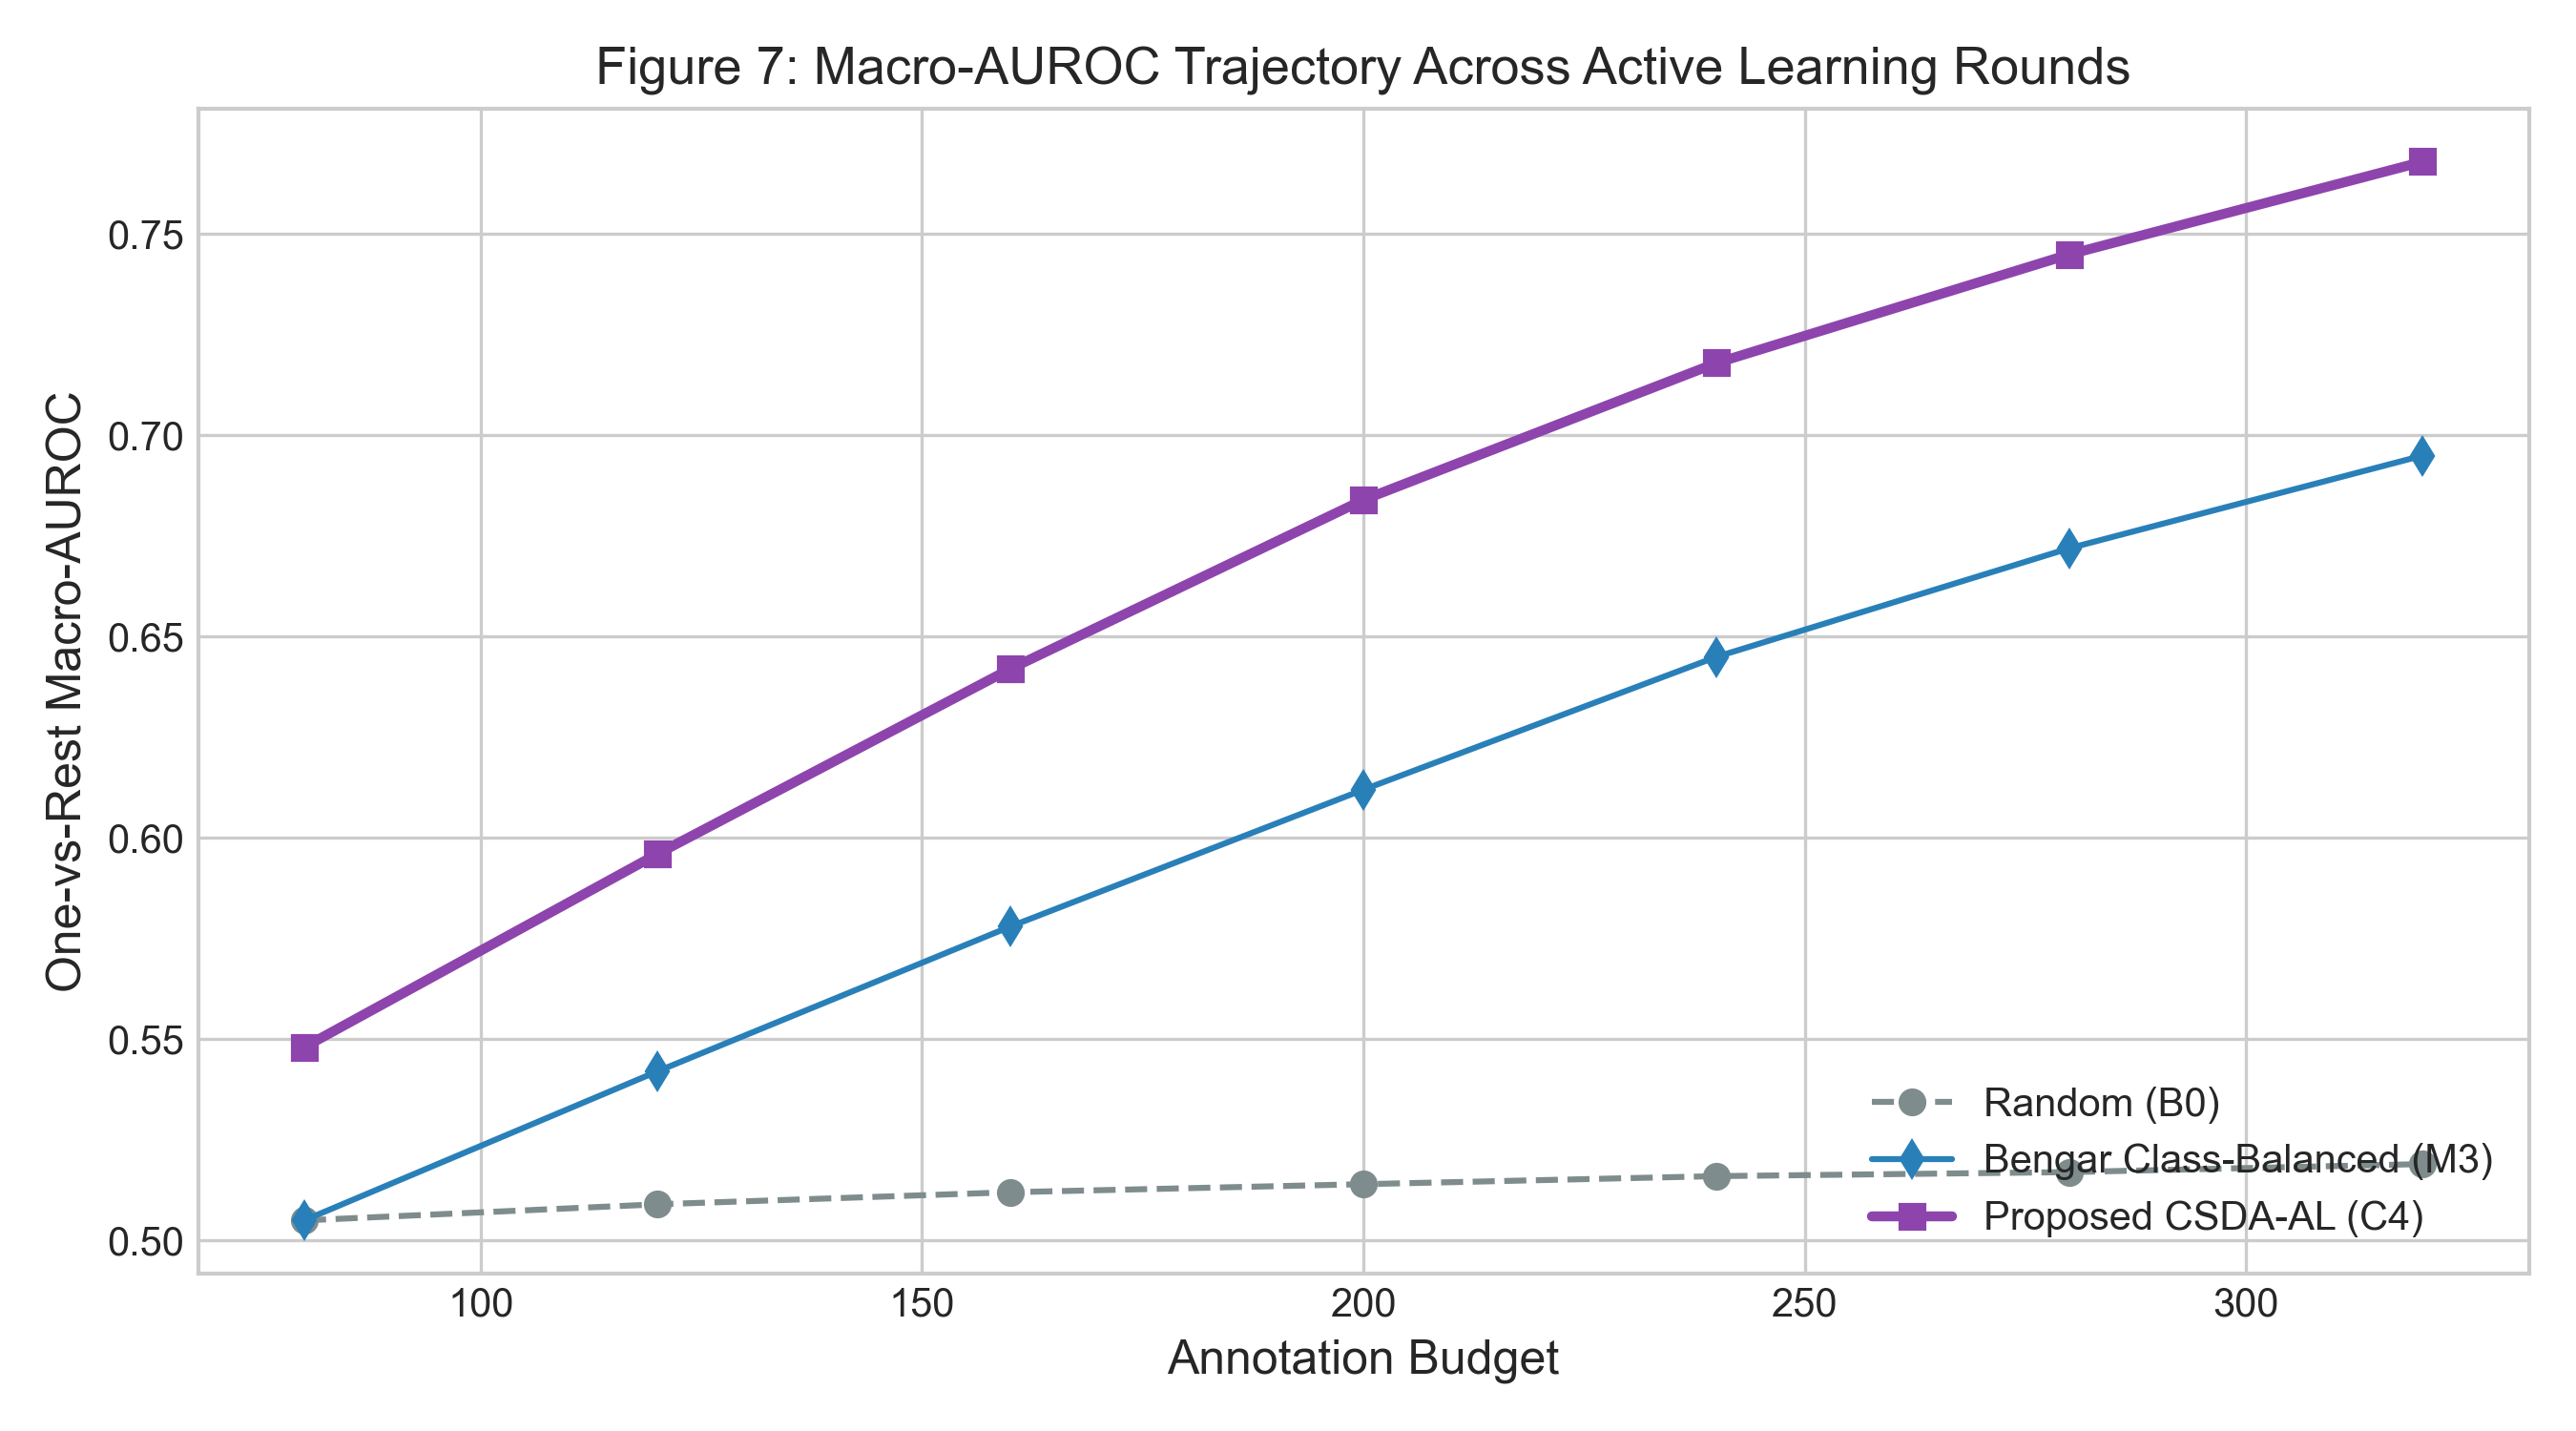 Figure 7: Macro-AUROC Trajectory Across Active Learning Rounds
One-vs-Rest Macro-AUROC
0.75
0.70
0.65
0.60
0.55
0.50
Random (B0)
Bengar Class-Balanced (M3)
Proposed CSDA-AL (C4)
100 150 200 250 300
Annotation Budget